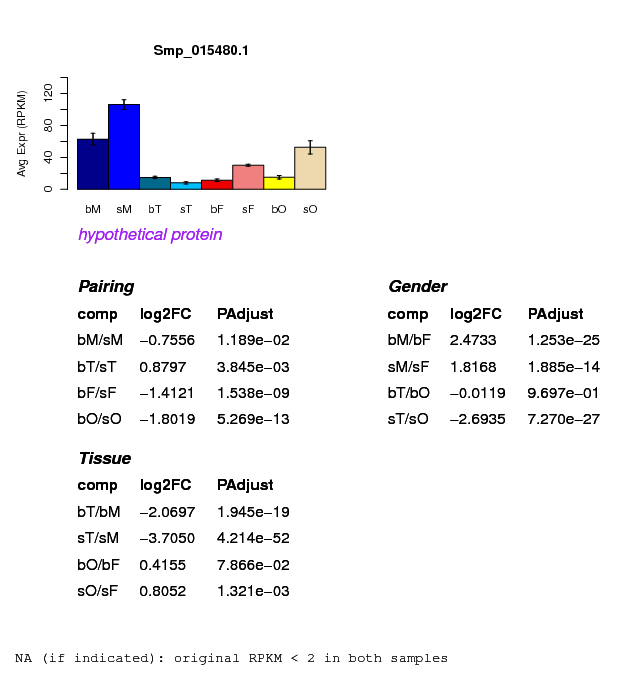 Smp_015480.1
Avg Expr (RPKM)
0 40 80 120
bM sM bT sT bF sF bO sO
hypothetical protein
Pairing
comp log2FC PAdjust
bM/sM −0.7556 1.189e−02
bT/sT 0.8797 3.845e−03
bF/sF −1.4121 1.538e−09
bO/sO −1.8019 5.269e−13
Gender
comp log2FC PAdjust
bM/bF 2.4733 1.253e−25
sM/sF 1.8168 1.885e−14
bT/bO −0.0119 9.697e−01
sT/sO −2.6935 7.270e−27
Tissue
comp log2FC PAdjust
bT/bM −2.0697 1.945e−19
sT/sM −3.7050 4.214e−52
bO/bF 0.4155 7.866e−02
sO/sF 0.8052 1.321e−03
NA (if indicated): original RPKM < 2 in both samples